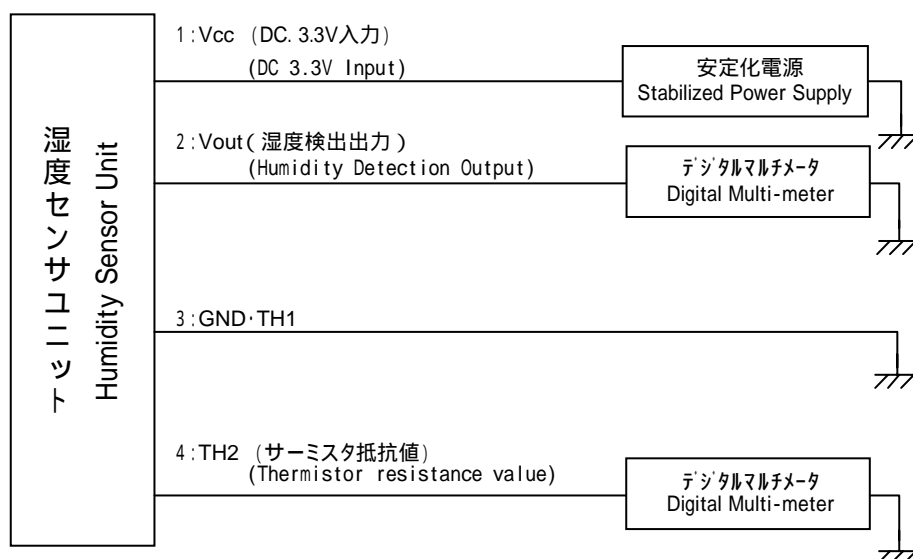 湿度センサユニット
Humidity Sensor Unit
1:Vcc (DC. 3.3V入力)
(DC 3.3V Input)
安定化電源
Stabilized Power Supply
2:Vout(湿度検出出力)
(Humidity Detection Output)
デジタルマルチメータ
Digital Multi-meter
3:GND·TH1
4:TH2 (サーミスタ抵抗値)
(Thermistor resistance value)
デジタルマルチメータ
Digital Multi-meter